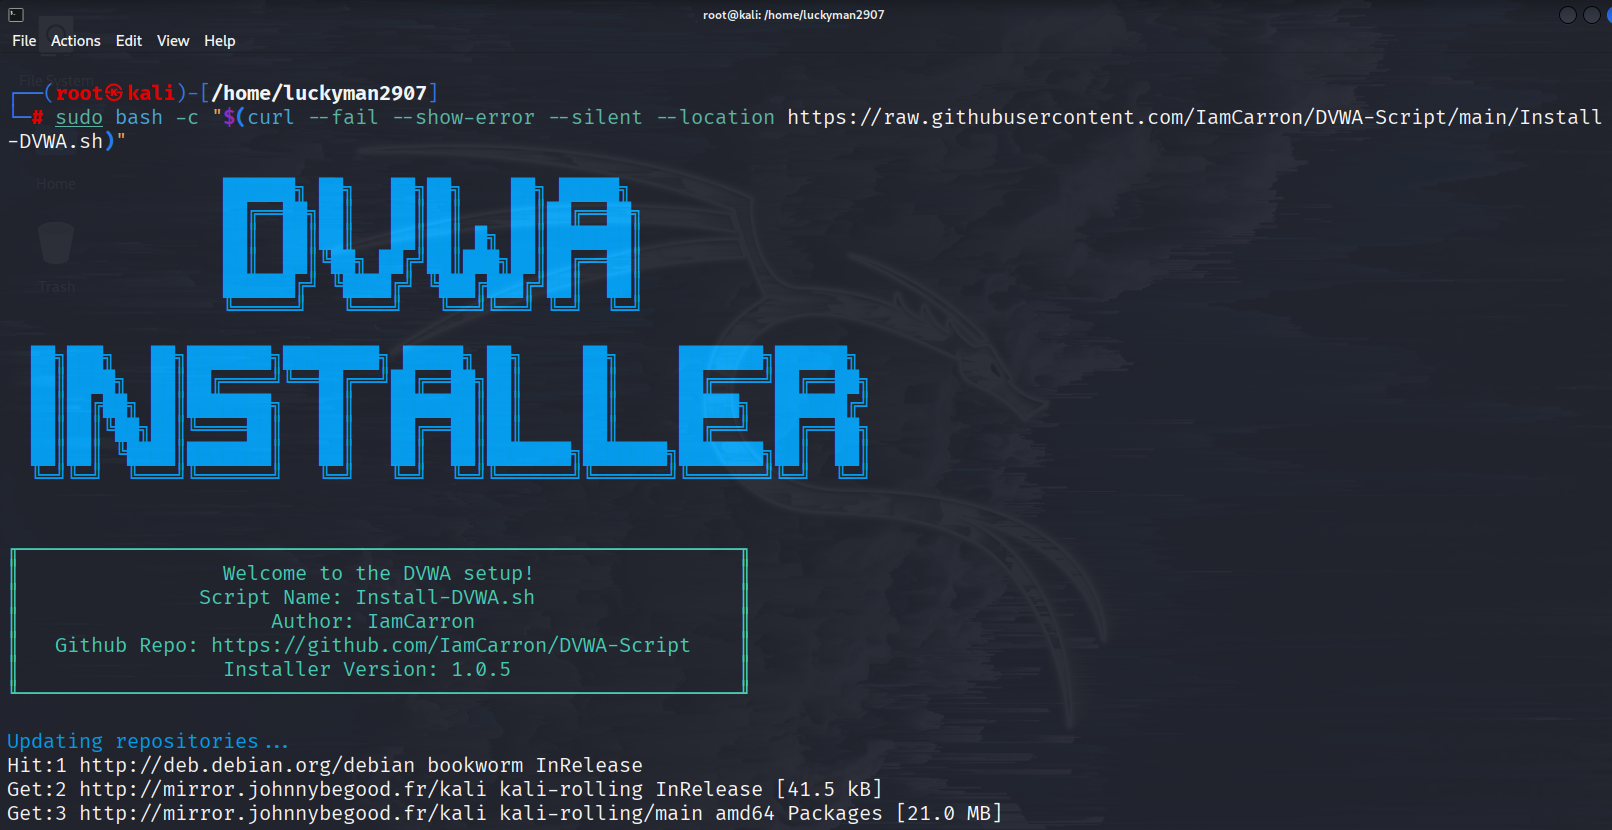 root@kali: /home/luckyman2907
File Actions Edit View Help
File System
┌──(root㉿kali)-[/home/luckyman2907]
└─# sudo bash -c "$(curl --fail --show-error --silent --location https://raw.githubusercontent.com/IamCarron/DVWA-Script/main/Install
-DVWA.sh)"
Home
DVWA
Trash
INSTALLER
Welcome to the DVWA setup!
Script Name: Install-DVWA.sh
Author: IamCarron
Github Repo: https://github.com/IamCarron/DVWA-Script
Installer Version: 1.0.5
Updating repositories...
Hit:1 http://deb.debian.org/debian bookworm InRelease
Get:2 http://mirror.johnnybegood.fr/kali kali-rolling InRelease [41.5 kB]
Get:3 http://mirror.johnnybegood.fr/kali kali-rolling/main amd64 Packages [21.0 MB]